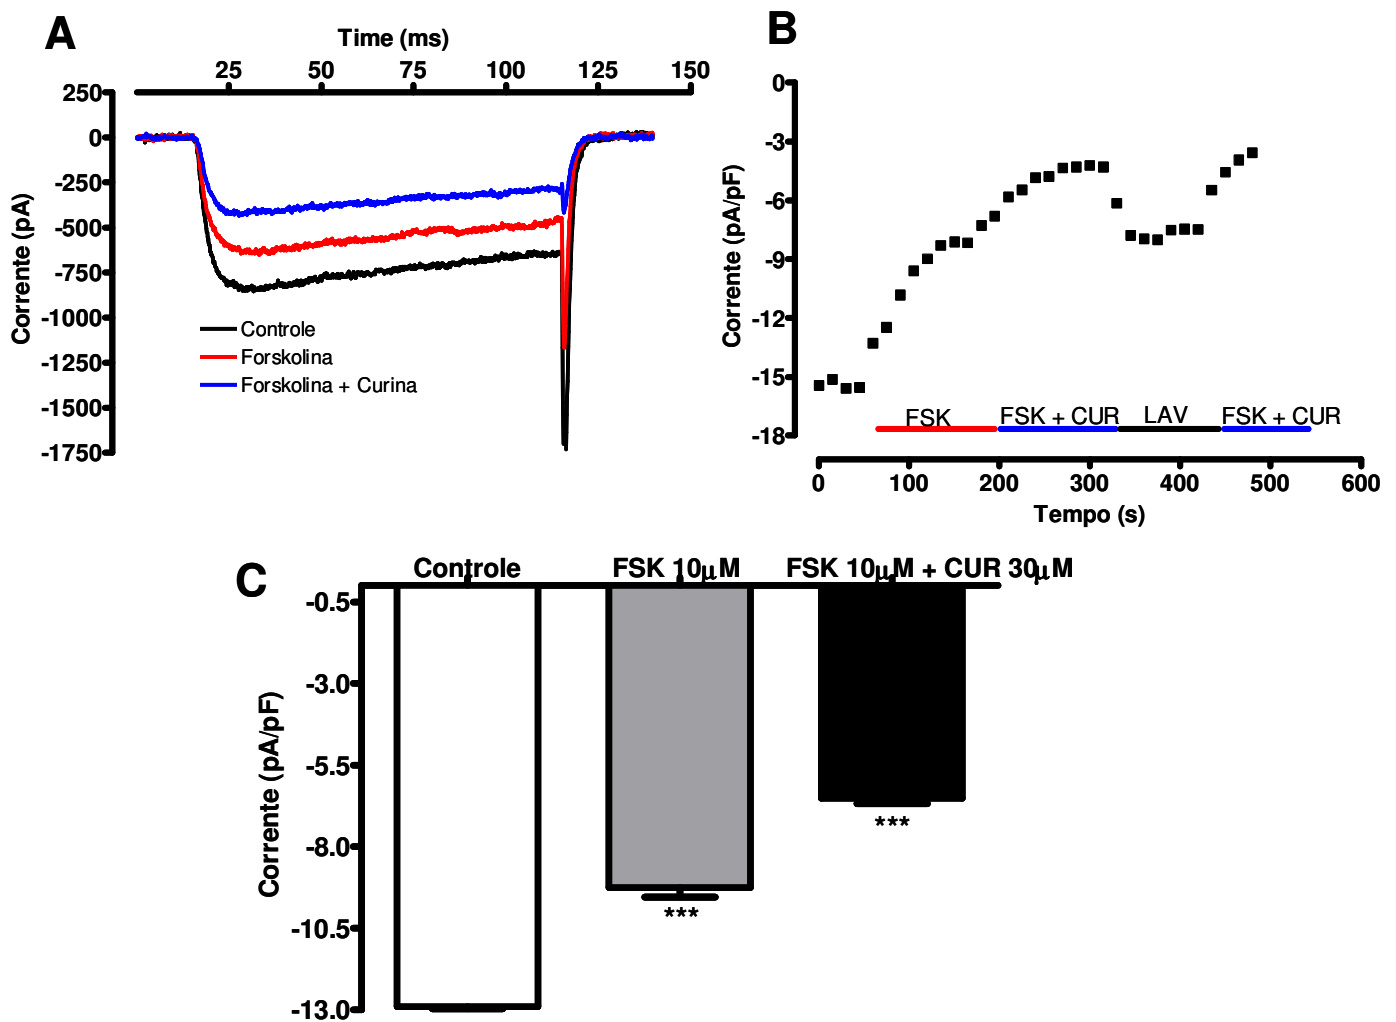 A
Time (ms)
25 50 75 100 125 150
250
0
-250
-500
-750
-1000
-1250
-1500
-1750
Corrente (pA)
Controle
Forskolina
Forskolina + Curina
B
0
-3
-6
-9
-12
-15
-18
Corrente (pA/pF)
FSK FSK + CUR LAV FSK + CUR
0 100 200 300 400 500 600
Tempo (s)
C
Controle FSK 10µM FSK 10µM + CUR 30µM
-0.5
-3.0
-5.5
-8.0
-10.5
-13.0
Corrente (pA/pF)
***
***